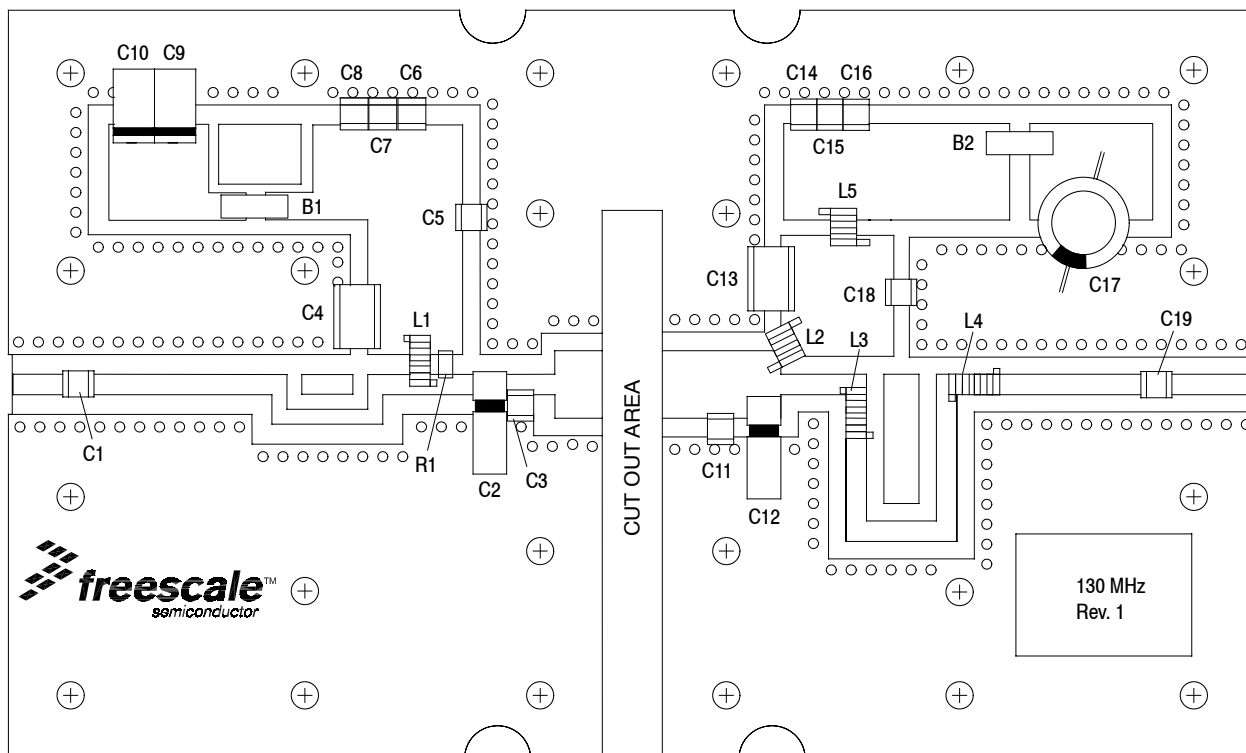 C10 C9
C8 C6
C7
B1
C5
C4
L1
C1
R1
C2
C3
CUT OUT AREA
C14 C16
C15
B2
L5
C13
C18
C17
L2
L3
L4
C19
C11
C12
freescale™
semiconductor
130 MHz
Rev. 1